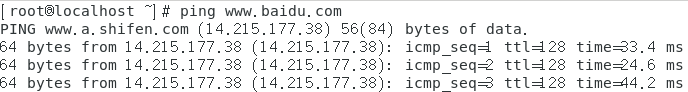 [root@localhost ~]# ping www.baidu.com
PING www.a.shifen.com (14.215.177.38) 56(84) bytes of data.
64 bytes from 14.215.177.38 (14.215.177.38): icmp_seq=1 ttl=128 time=33.4 ms
64 bytes from 14.215.177.38 (14.215.177.38): icmp_seq=2 ttl=128 time=24.6 ms
64 bytes from 14.215.177.38 (14.215.177.38): icmp_seq=3 ttl=128 time=44.2 ms